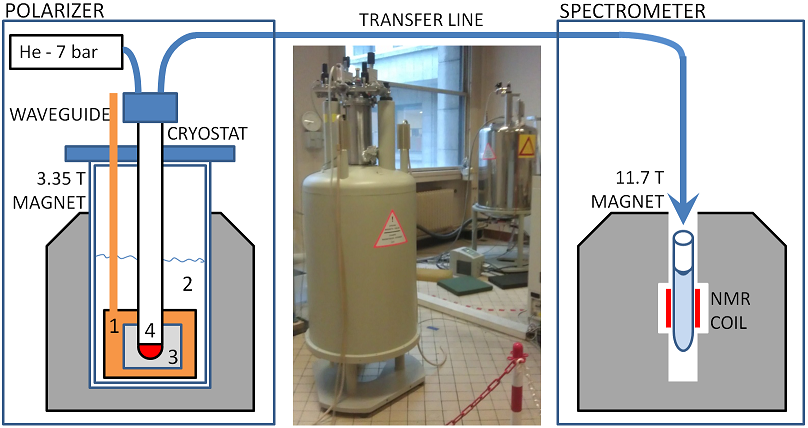 POLARIZER
TRANSFER LINE
SPECTROMETER
He - 7 bar
WAVEGUIDE
CRYOSTAT
3.35 T
MAGNET
2
1
4
3
11.7 T
MAGNET
NMR
COIL